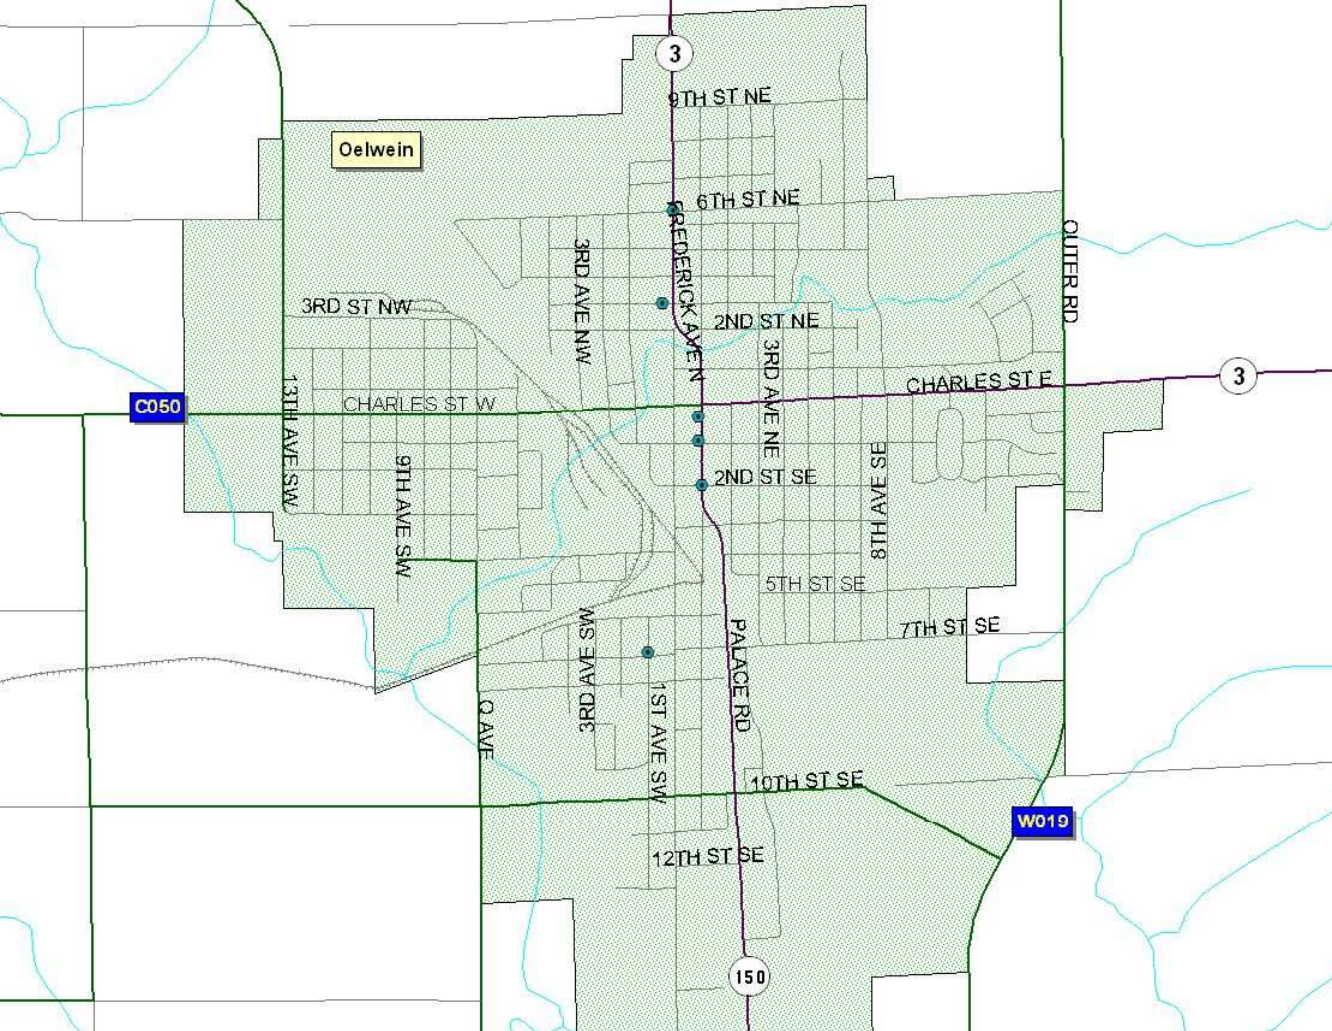 3
9TH ST NE
Oelwein
6TH ST NE
FREDERICK AVE N
OUTER RD
3RD AVE NW
3RD ST NW
2ND ST NE
3RD AVE NE
CHARLES ST E
3
13TH AVE SW
CHARLES ST W
C050
9TH AVE SW
2ND ST SE
8TH AVE SE
5TH ST SE
3RD AVE SW
PALACE RD
7TH ST SE
1ST AVE SW
Q AVE
10TH ST SE
W019
12TH ST SE
150